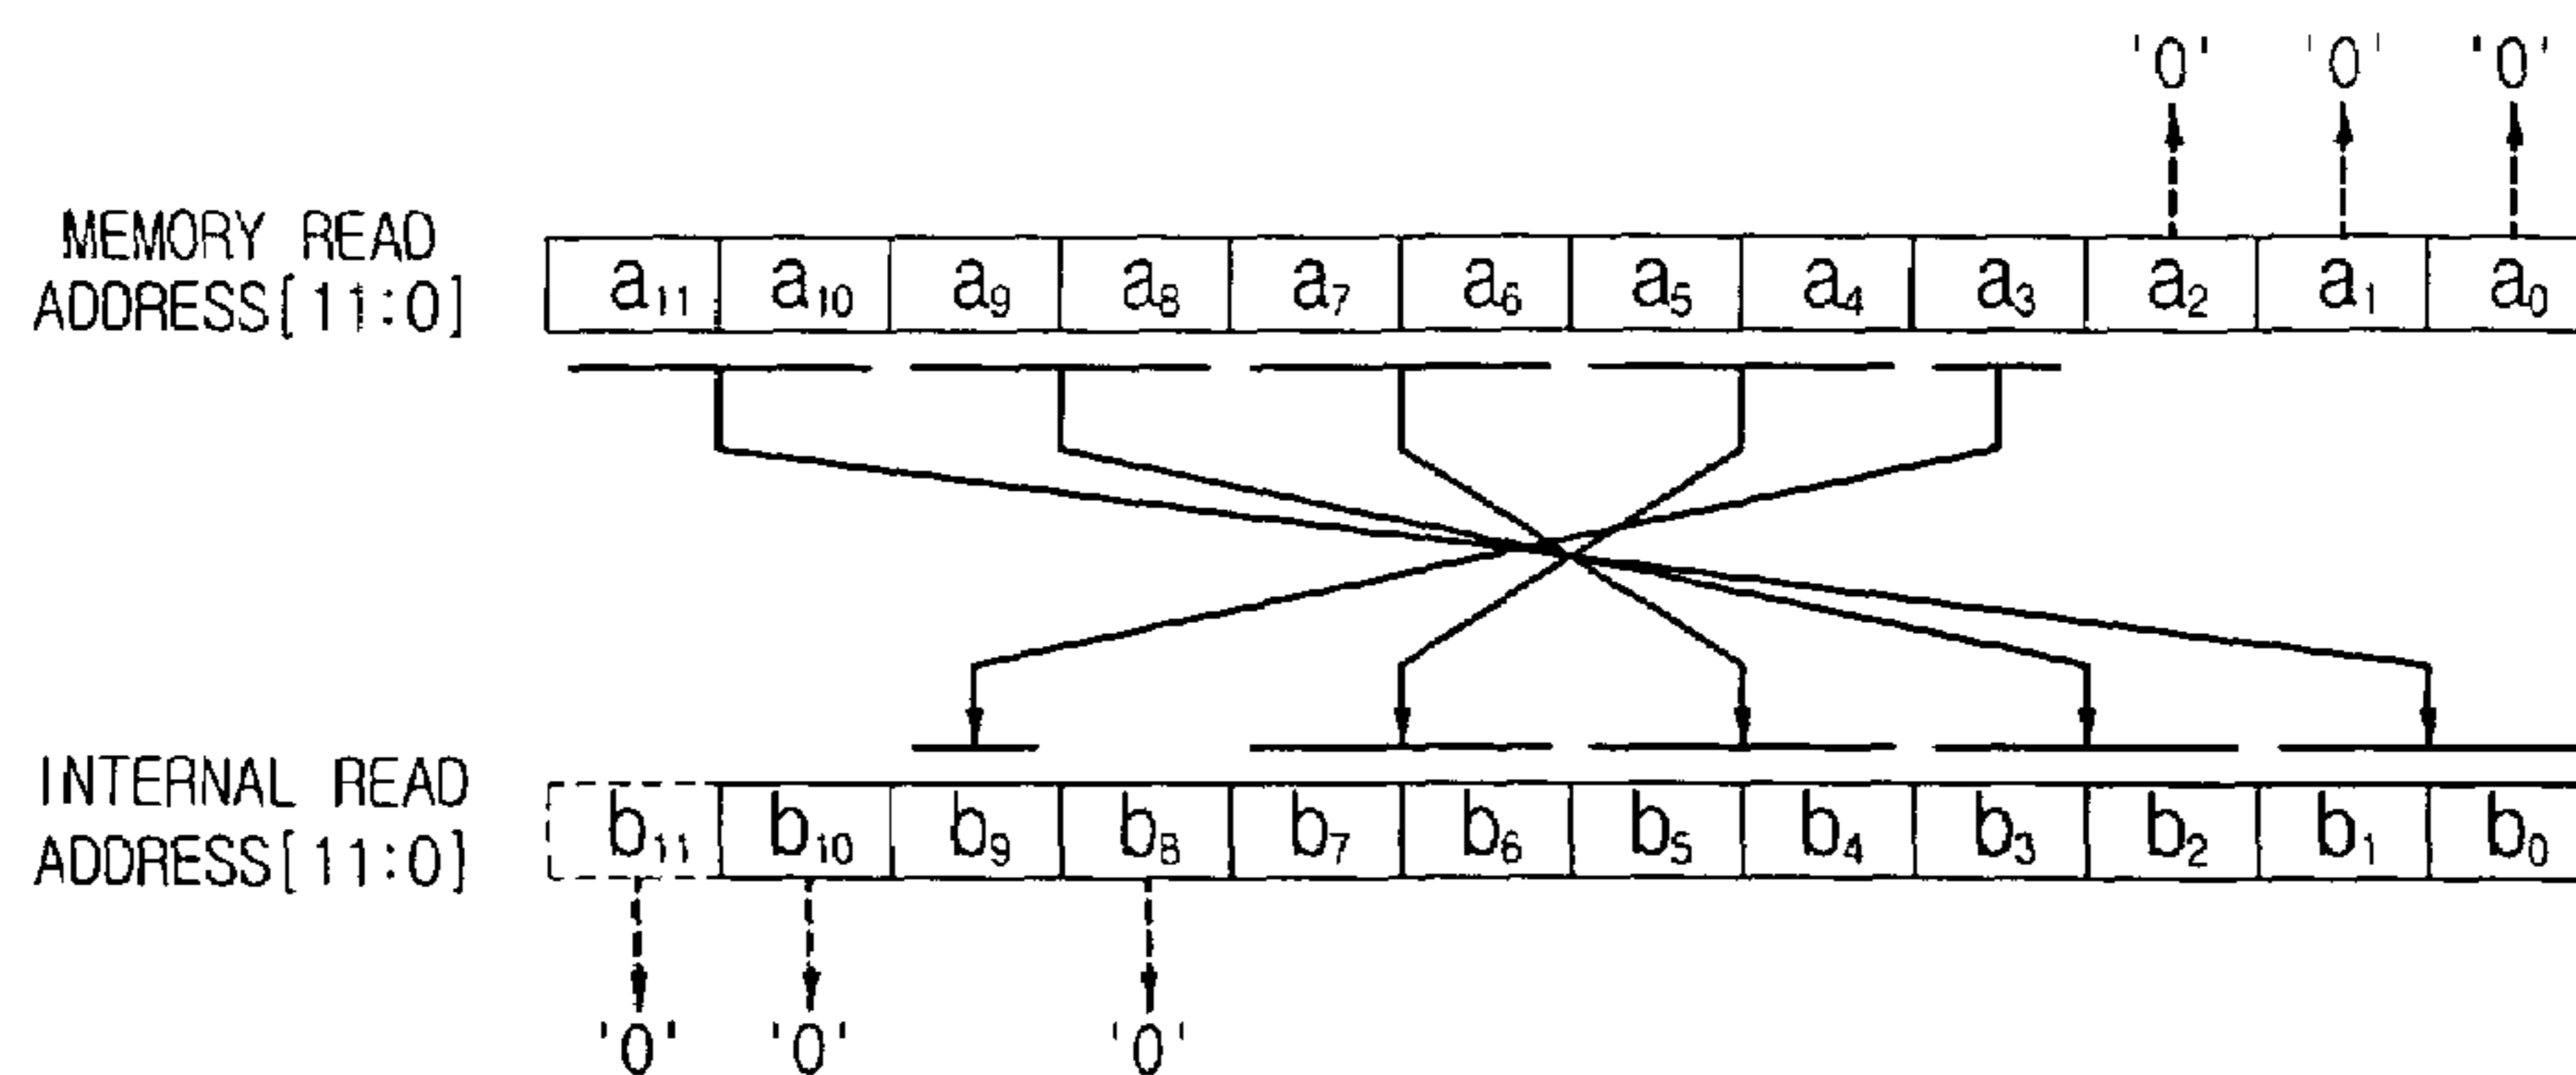 '0' '0' '0'
MEMORY READ
ADDRESS[11:0]
a₁₁ a₁₀ a₉ a₈ a₇ a₆ a₅ a₄ a₃ a₂ a₁ a₀
INTERNAL READ
ADDRESS[11:0]
b₁₁ b₁₀ b₉ b₈ b₇ b₆ b₅ b₄ b₃ b₂ b₁ b₀
'0' '0' '0'